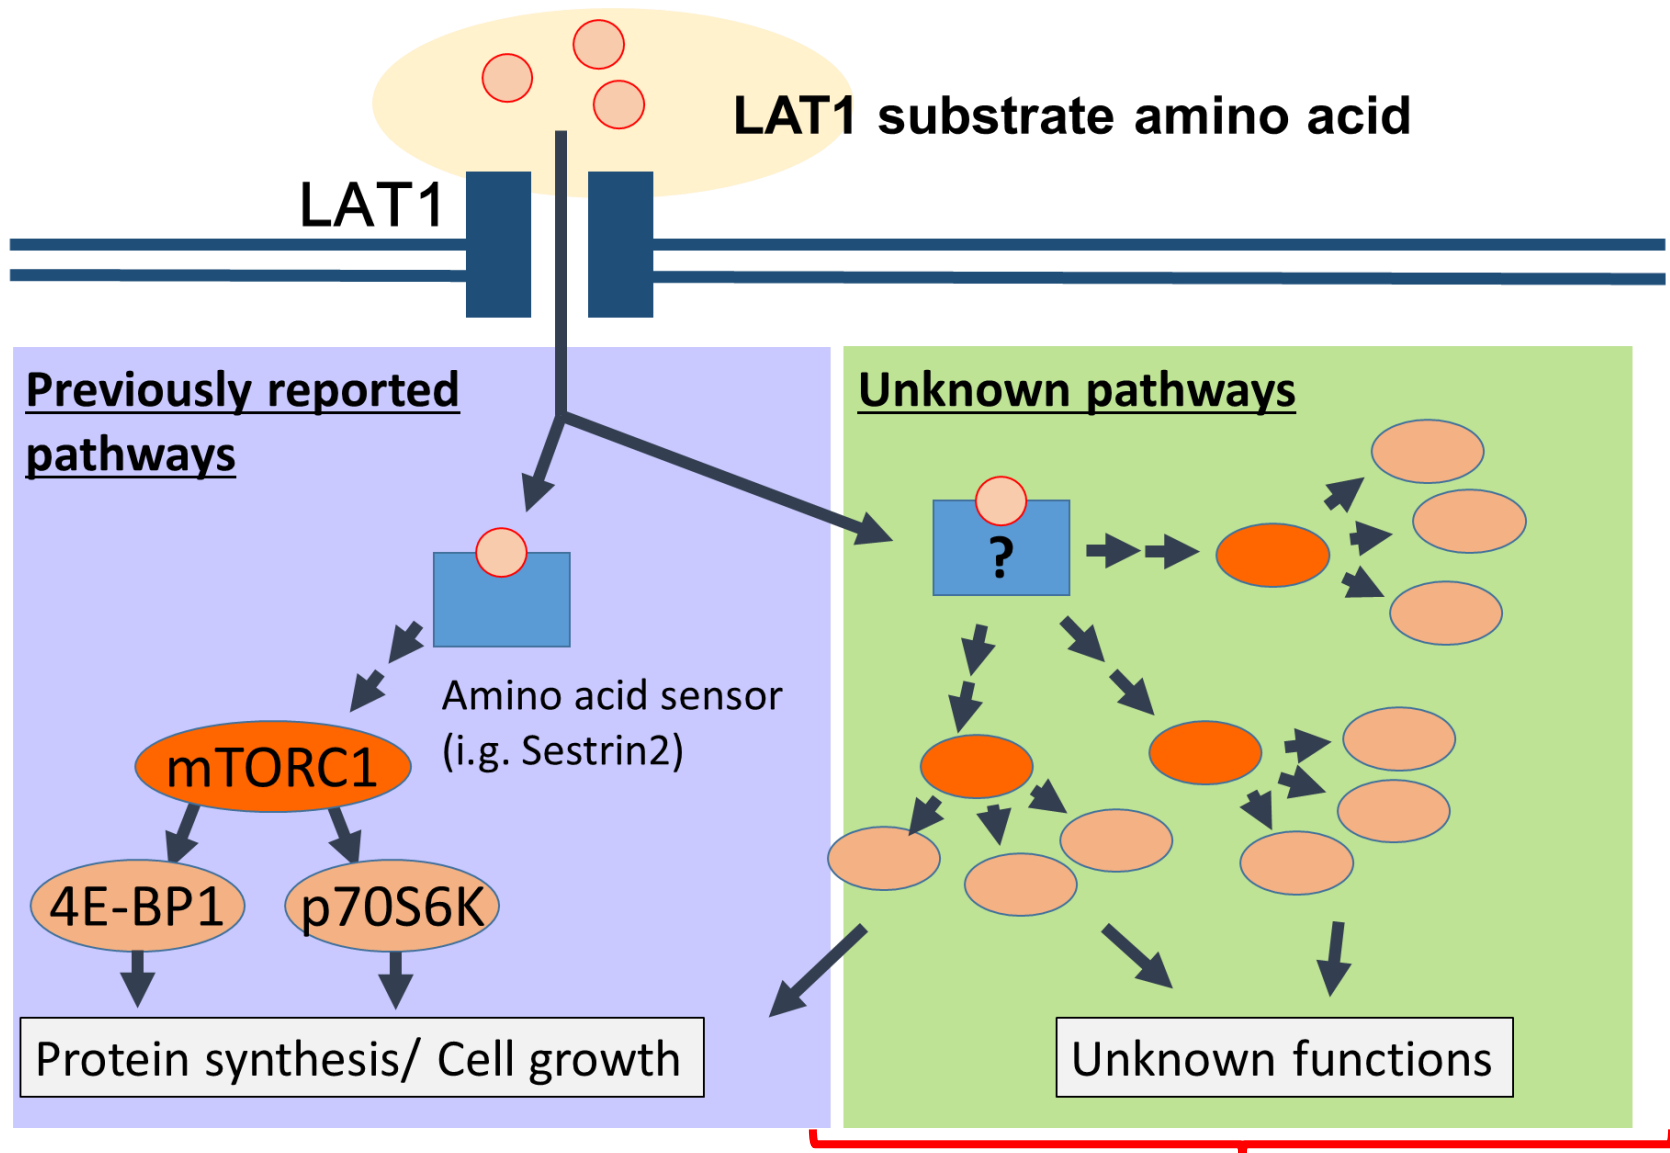 LAT1 substrate amino acid
LAT1
Previously reported
pathways
Amino acid sensor
(i.g. Sestrin2)
mTORC1
4E-BP1
p70S6K
Protein synthesis/ Cell growth
Unknown pathways
?
Unknown functions